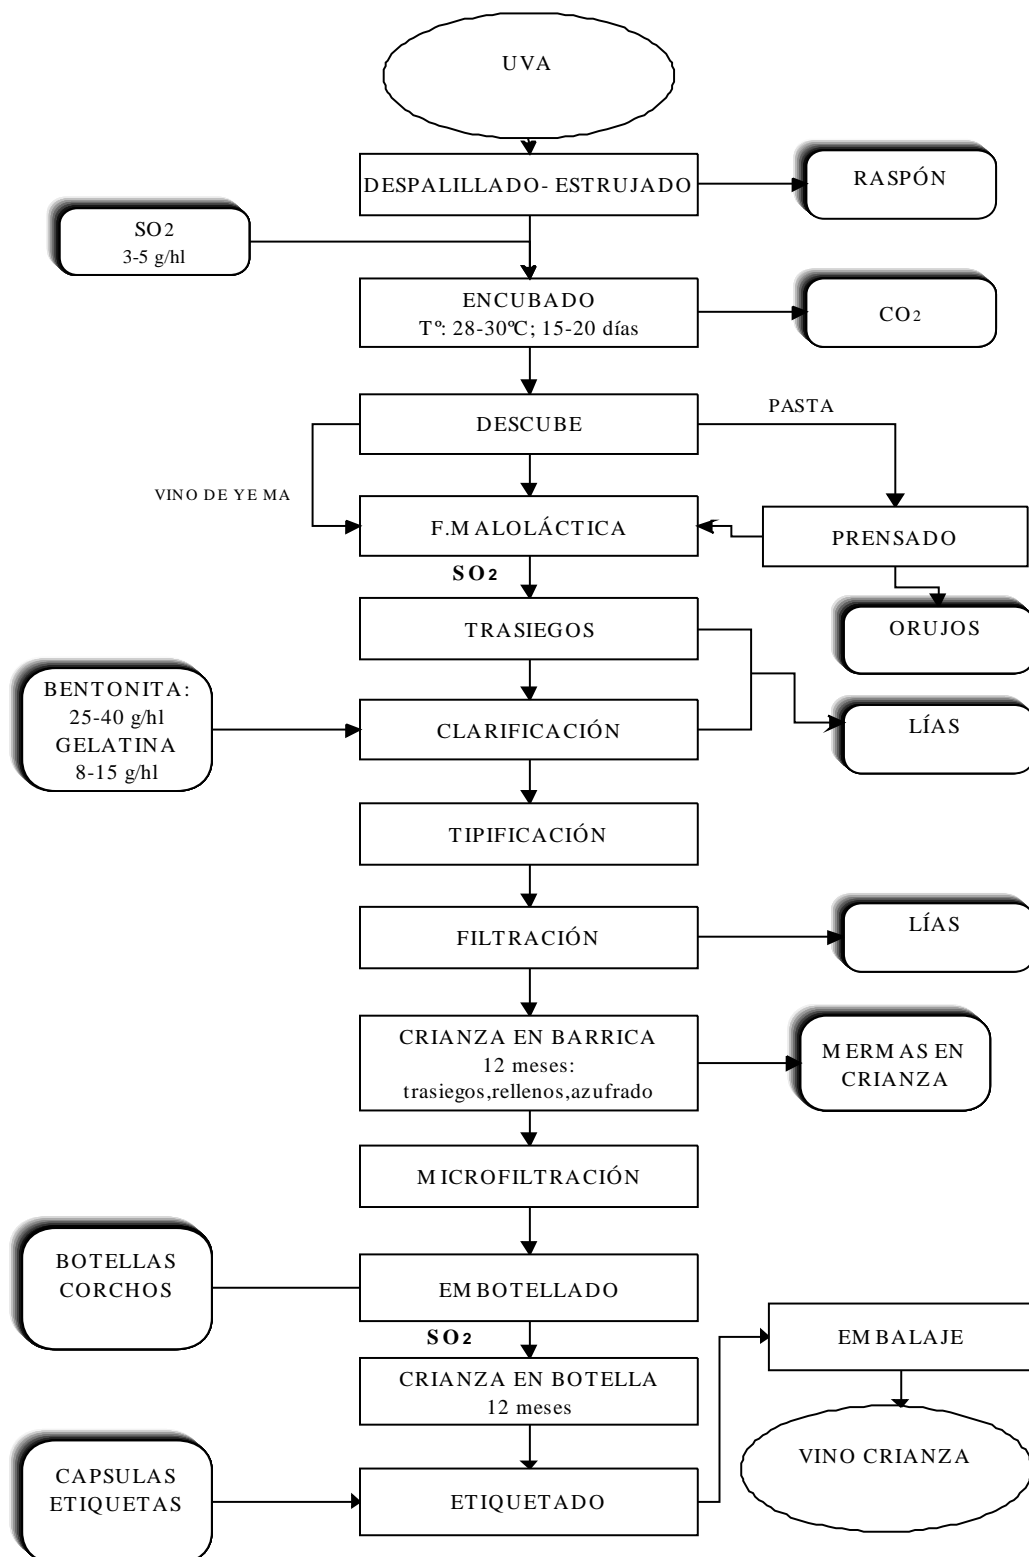 UVA
DESPALILLADO- ESTRUJADO
RASPÓN
SO2
3-5 g/hl
ENCUBADO
Tº: 28-30ºC; 15-20 días
CO2
PASTA
DESCUBE
VINO DE YE MA
F.MALOLÁCTICA
PRENSADO
SO2
TRASIEGOS
ORUJOS
BENTONITA:
25-40 g/hl
GELATINA
8-15 g/hl
CLARIFICACIÓN
LÍAS
TIPIFICACIÓN
FILTRACIÓN
LÍAS
CRIANZA EN BARRICA
12 meses:
trasiegos,rellenos,azufrado
MERMAS EN
CRIANZA
MICROFILTRACIÓN
BOTELLAS
CORCHOS
EMBOTELLADO
SO2
EMBALAJE
CRIANZA EN BOTELLA
12 meses
VINO CRIANZA
CAPSULAS
ETIQUETAS
ETIQUETADO